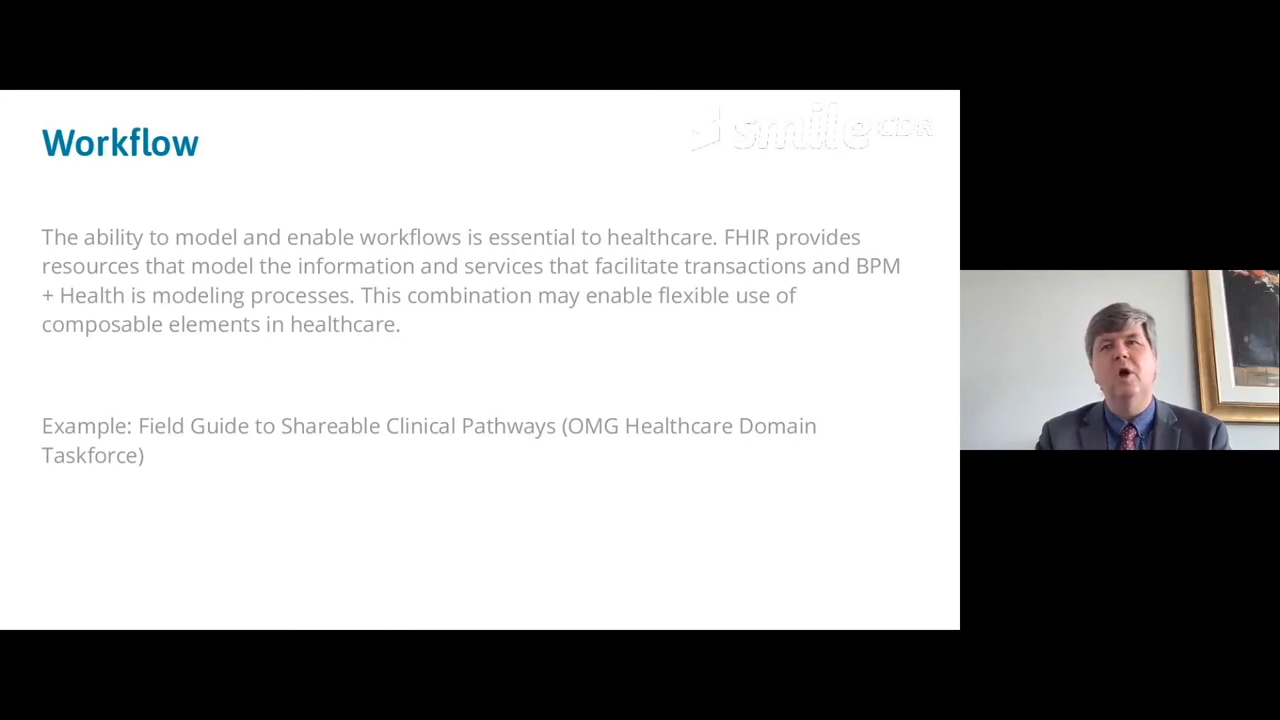 Workflow
smile CDR
The ability to model and enable workflows is essential to healthcare. FHIR provides
resources that model the information and services that facilitate transactions and BPM
+ Health is modeling processes. This combination may enable flexible use of
composable elements in healthcare.
Example: Field Guide to Shareable Clinical Pathways (OMG Healthcare Domain
Taskforce)